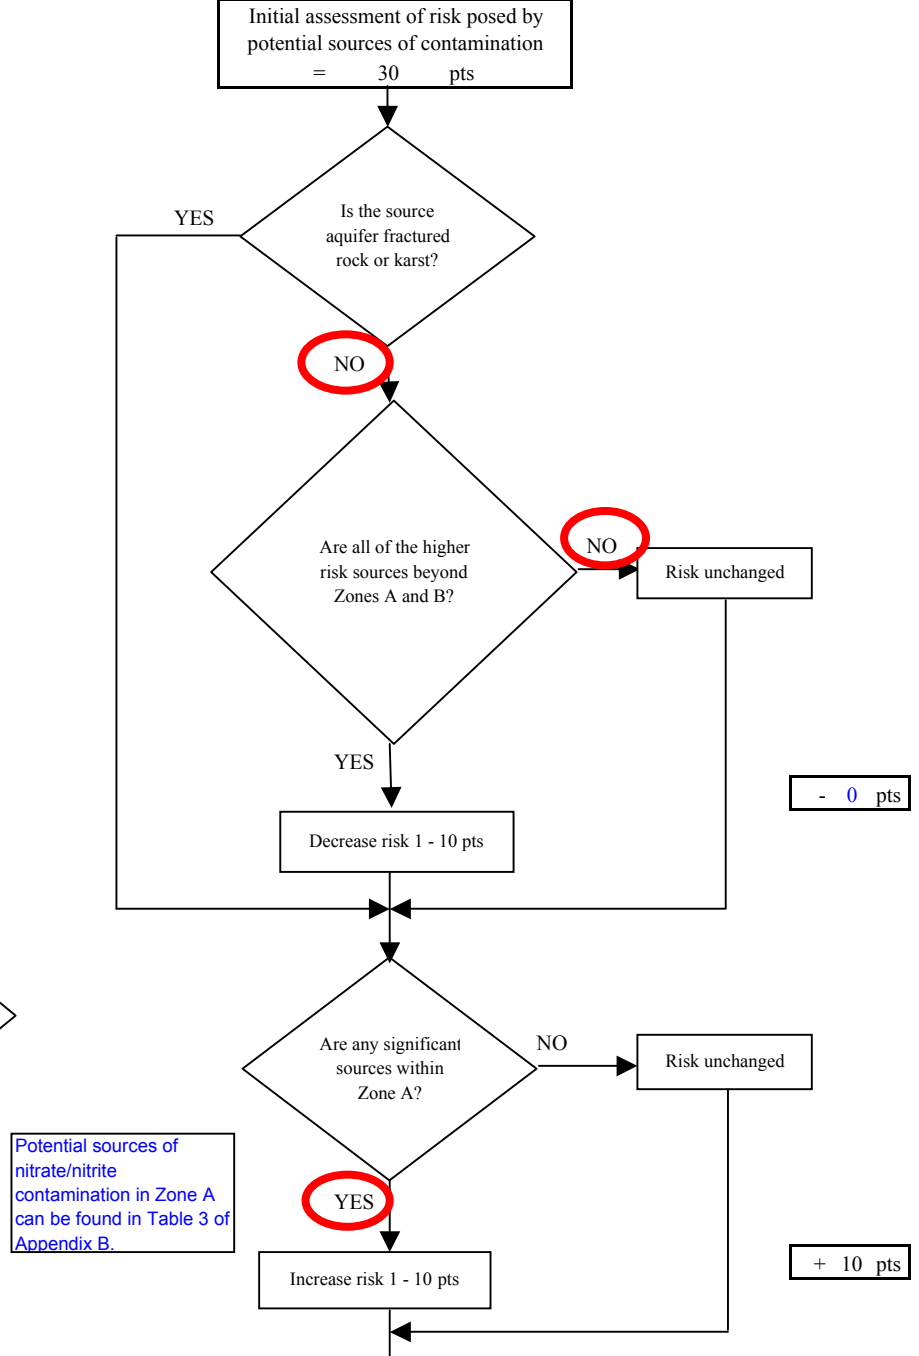 Initial assessment of risk posed by
potential sources of contamination
= 30 pts
YES
Is the source
aquifer fractured
rock or karst?
NO
Are all of the higher
risk sources beyond
Zones A and B?
NO
Risk unchanged
YES
- 0 pts
Decrease risk 1 - 10 pts
Are any significant
sources within
Zone A?
NO
Risk unchanged
Potential sources of
nitrate/nitrite
contamination in Zone A
can be found in Table 3 of
Appendix B.
YES
+ 10 pts
Increase risk 1 - 10 pts